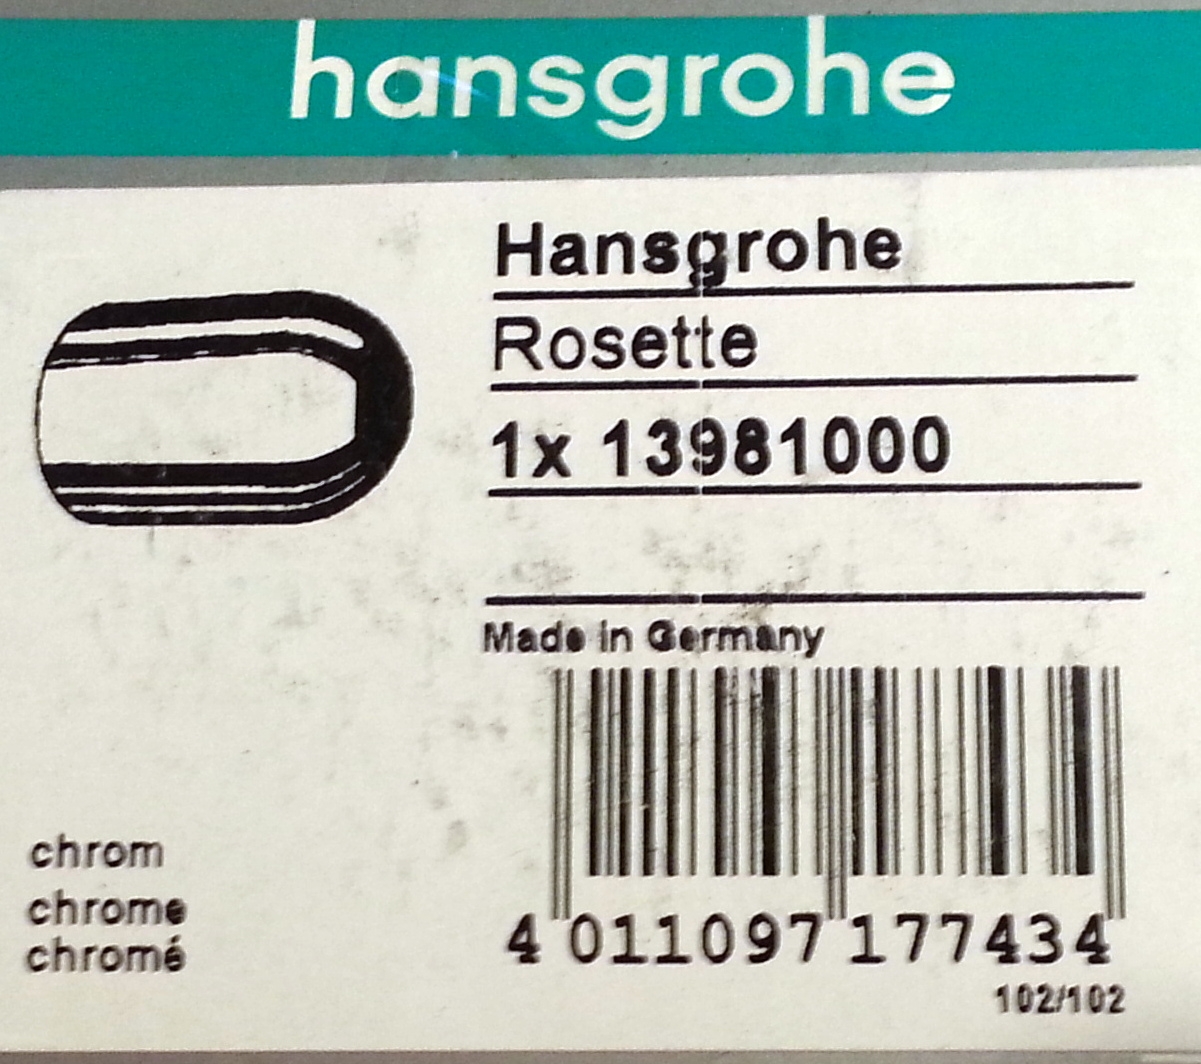 hansgrohe
Hansgrohe
Rosette
1x 13981000
Made in Germany
chrom
chrome
chromé
4 011097 177434
102/102